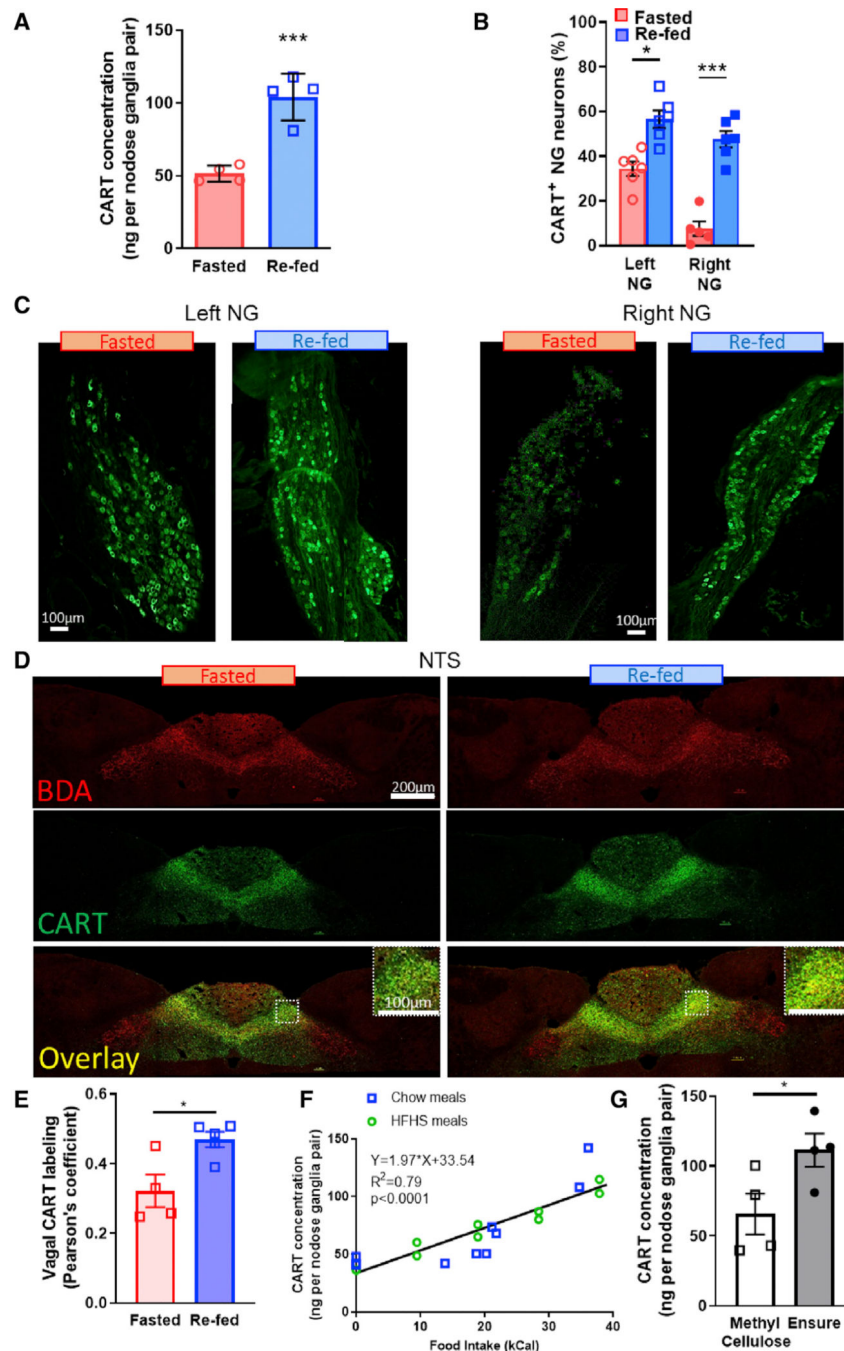 A
CART concentration
(ng per nodose ganglia pair)
150
100
50
0
***
Fasted
Re-fed
B
Fasted
Re-fed
CART+ NG neurons (%)
100
80
60
40
20
0
*
***
Left
NG
Right
NG
C
Left NG
Right NG
Fasted
Re-fed
Fasted
Re-fed
100µm
100µm
D
NTS
Fasted
Re-fed
BDA
200µm
CART
Overlay
100µm
E
Vagal CART labeling
(Pearson's coefficient)
0.6
0.4
0.2
0.0
*
Fasted
Re-fed
F
Chow meals
HFHS meals
CART concentration
(ng per nodose ganglia pair)
150
100
50
0
Y=1.97*X+33.54
R²=0.79
p<0.0001
0
10
20
30
40
Food Intake (kCal)
G
CART concentration
(ng per nodose ganglia pair)
150
100
50
0
*
Methyl
Cellulose
Ensure